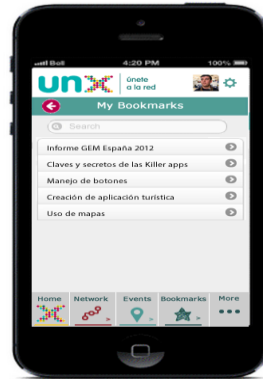 Bell
4:20 PM
100%
unx
únete
a la red
My Bookmarks
Search
Informe GEM España 2012
Claves y secretos de las Killer apps
Manejo de botones
Creación de aplicación turística
Uso de mapas
Home Network Events Bookmarks More